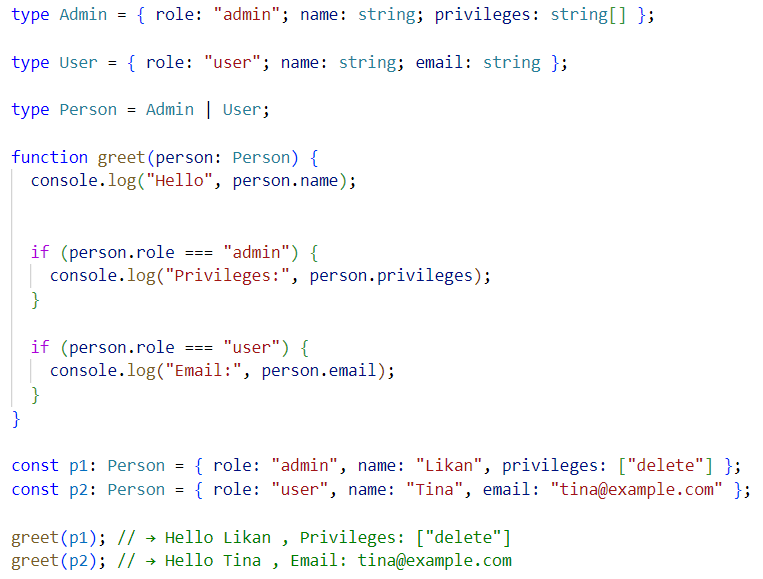 type Admin = { role: "admin"; name: string; privileges: string[] };
type User = { role: "user"; name: string; email: string };
type Person = Admin | User;
function greet(person: Person) {
  console.log("Hello", person.name);
  if (person.role === "admin") {
    console.log("Privileges:", person.privileges);
  }
  if (person.role === "user") {
    console.log("Email:", person.email);
  }
}
const p1: Person = { role: "admin", name: "Likan", privileges: ["delete"] };
const p2: Person = { role: "user", name: "Tina", email: "tina@example.com" };
greet(p1); // → Hello Likan , Privileges: ["delete"]
greet(p2); // → Hello Tina , Email: tina@example.com